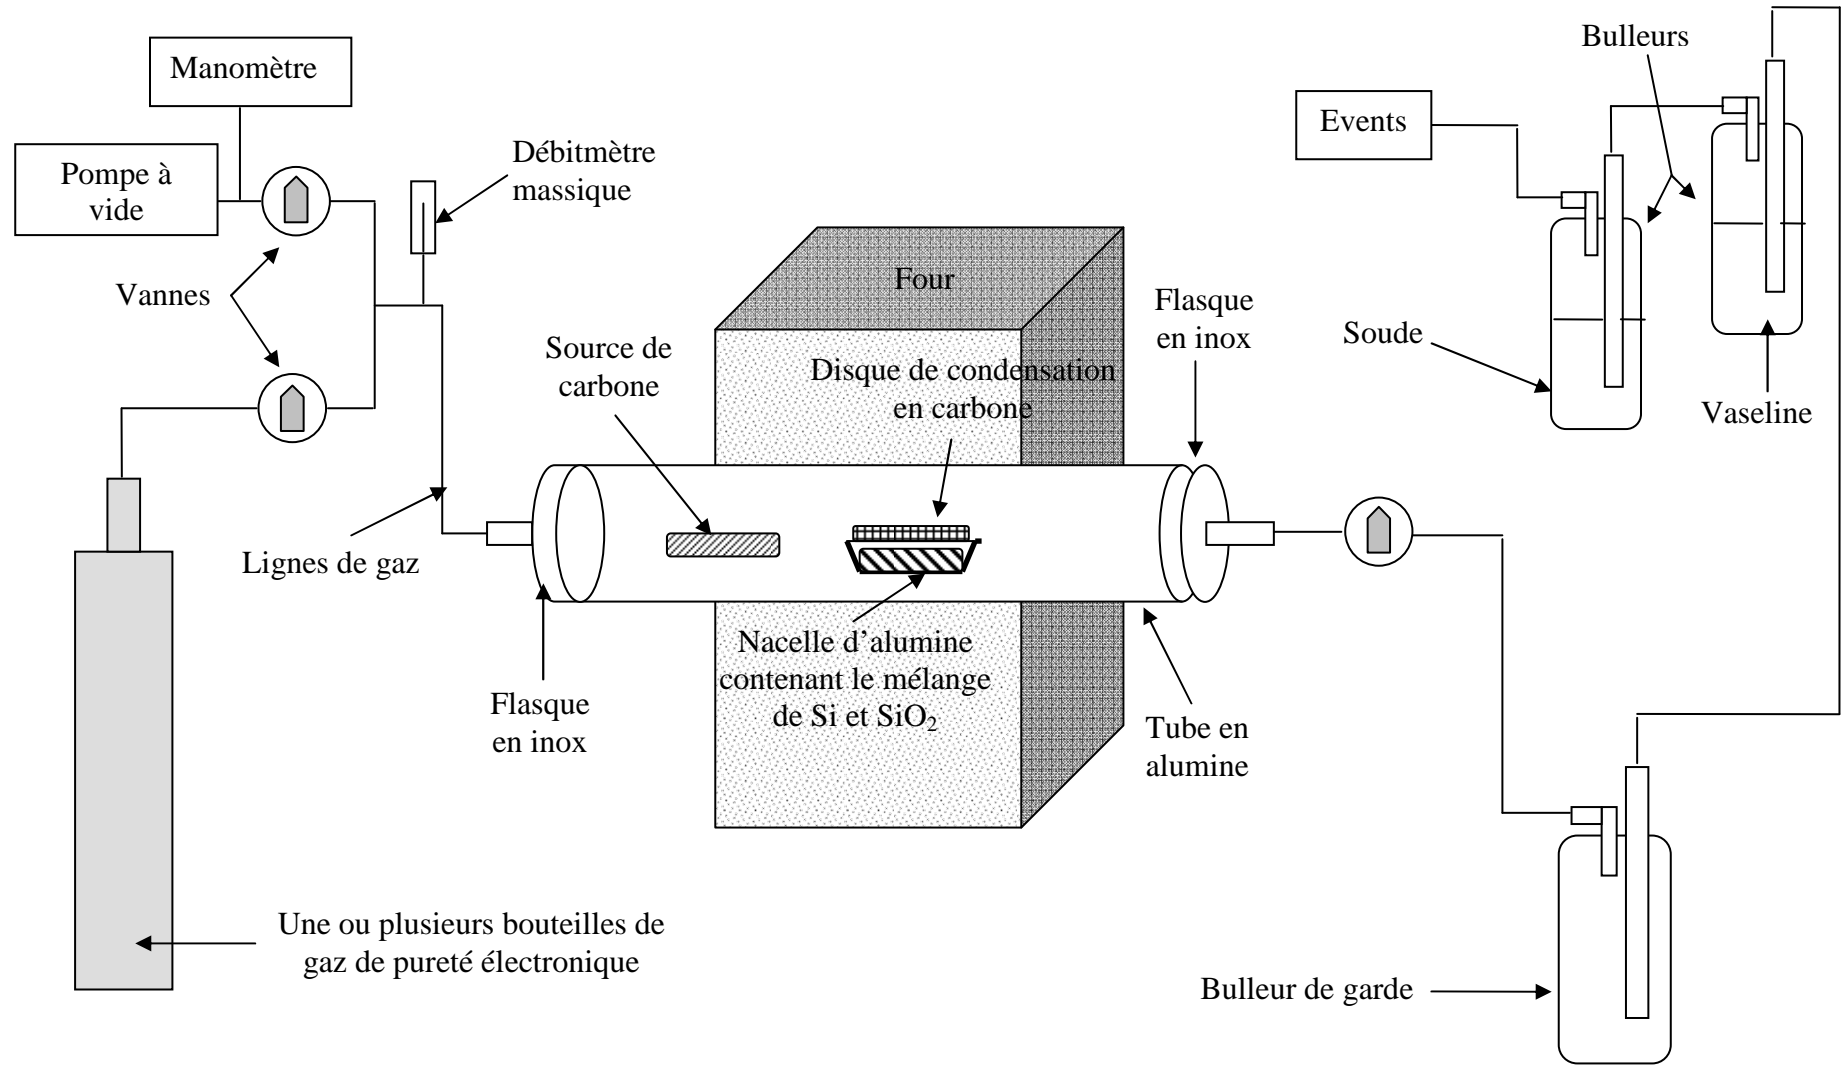 Manomètre
Pompe à
vide
Vannes
Débitmètre
massique
Four
Source de
carbone
Disque de condensation
en carbone
Flasque
en inox
Bulleurs
Events
Soude
Vaseline
Lignes de gaz
Flasque
en inox
Nacelle d’alumine
contenant le mélange
de Si et SiO₂
Tube en
alumine
Une ou plusieurs bouteilles de
gaz de pureté électronique
Bulleur de garde